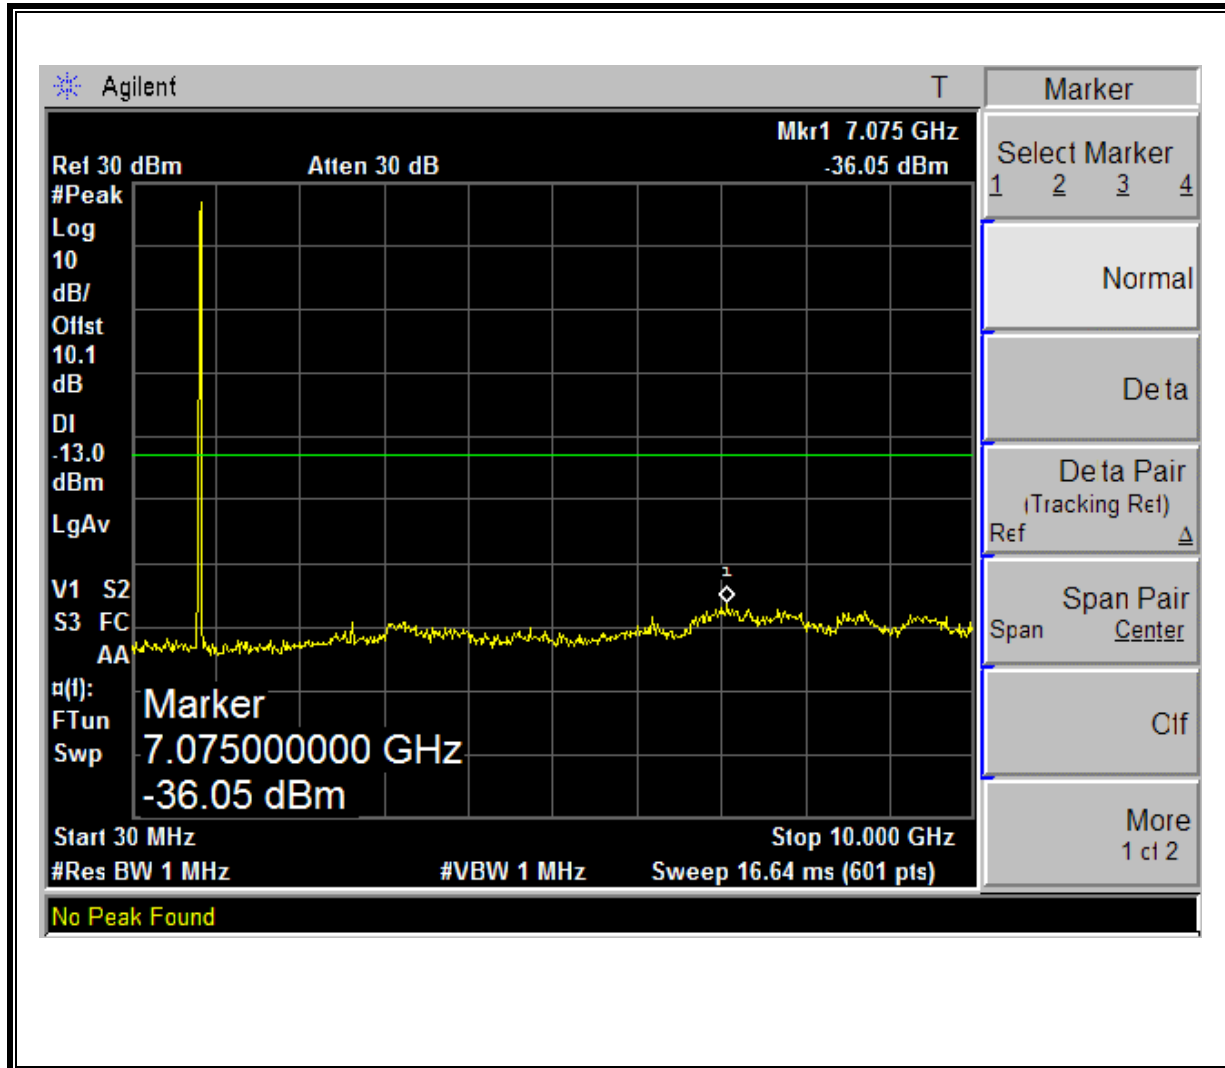 Agilent T
Mkr1 7.075 GHz
Ref 30 dBm Atten 30 dB -36.05 dBm
#Peak
Log
10
dB/
Offst
10.1
dB
DI
-13.0
dBm
LgAv
V1 S2
S3 FC
AA
¤(f):
FTun
Swp
1
Marker
7.075000000 GHz
-36.05 dBm
Start 30 MHz Stop 10.000 GHz
#Res BW 1 MHz #VBW 1 MHz Sweep 16.64 ms (601 pts)
No Peak Found
Marker
Select Marker
1 2 3 4
Normal
Delta
Delta Pair
(Tracking Ref)
Ref Δ
Span Pair
Span Center
Off
More
1 of 2